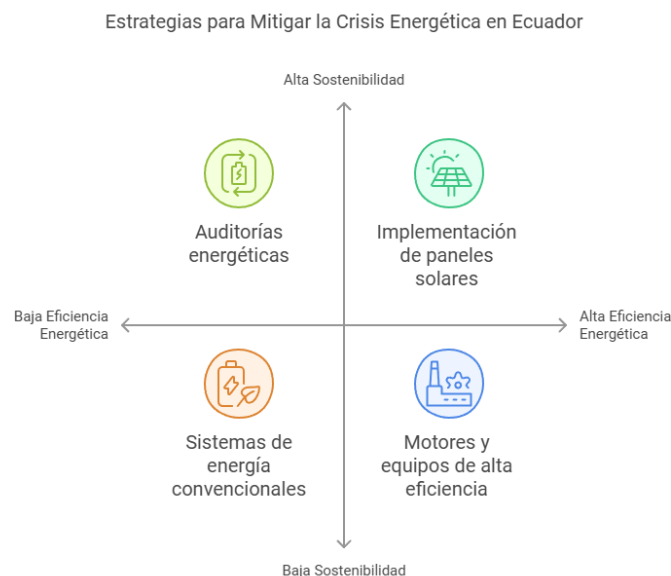 Estrategias para Mitigar la Crisis Energética en Ecuador
Alta Sostenibilidad
Auditorías
energéticas
Implementación
de paneles
solares
Baja Eficiencia
Energética
Alta Eficiencia
Energética
Sistemas de
energía
convencionales
Motores y
equipos de alta
eficiencia
Baja Sostenibilidad